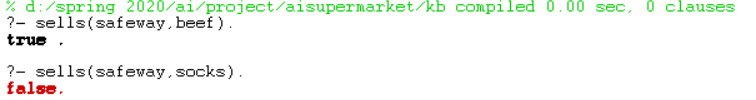 % d:/spring 2020/ai/project/aisupermarket/kb compiled 0.00 sec, 0 clauses
?- sells(safeway,beef).
true .
?- sells(safeway,socks).
false.